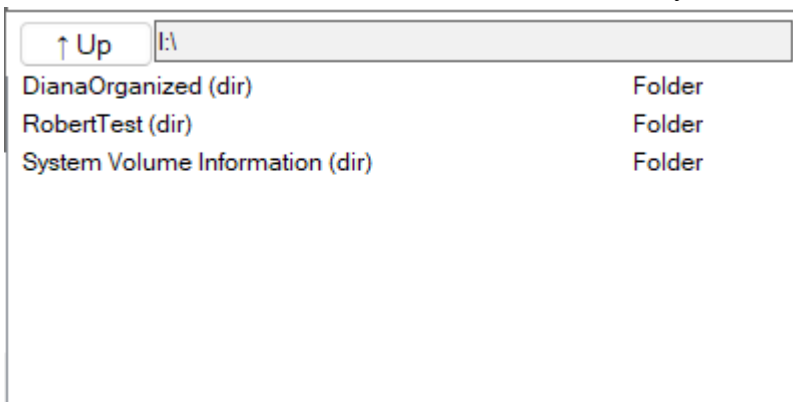 ↑ Up I:\
DianaOrganized (dir) Folder
RobertTest (dir) Folder
System Volume Information (dir) Folder